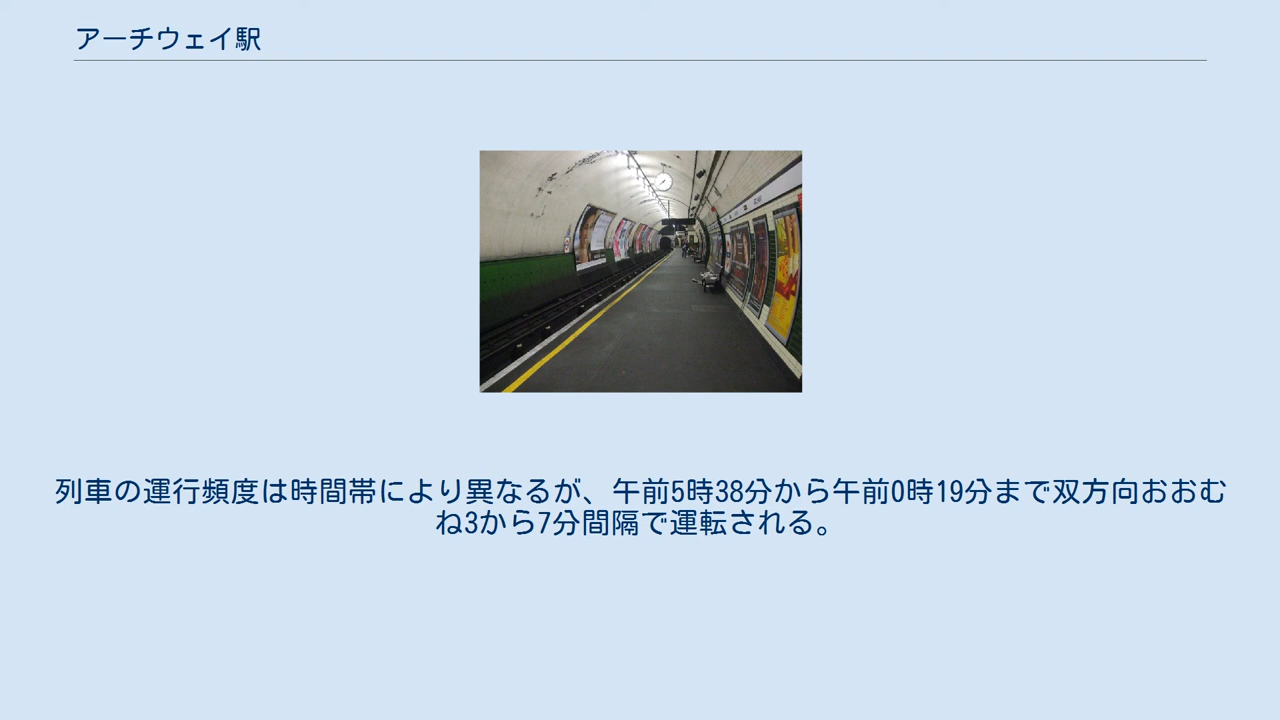 アーチウェイ駅
列車の運行頻度は時間帯により異なるが、午前5時38分から午前0時19分まで双方向おおむ
ね3から7分間隔で運転される。